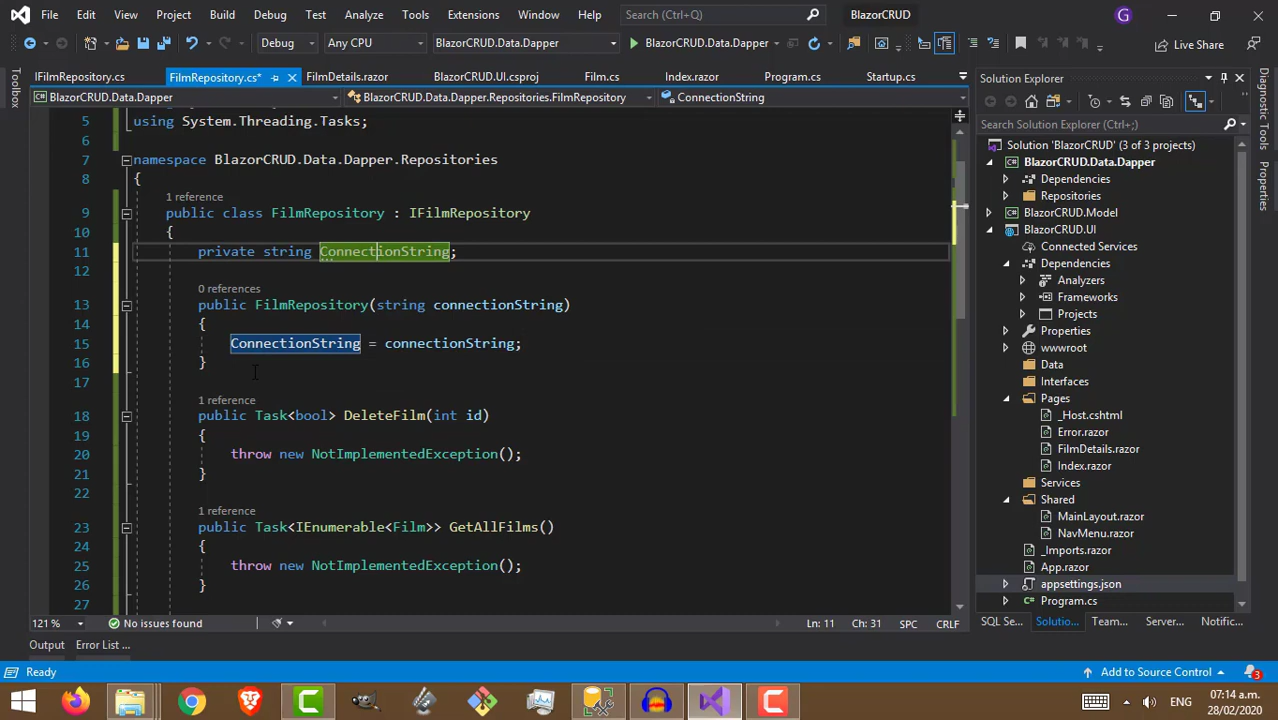 File Edit View Project Build Debug Test Analyze Tools Extensions Window Help Search (Ctrl+Q) BlazorCRUD G
Debug Any CPU BlazorCRUD.Data.Dapper BlazorCRUD.Data.Dapper Live Share
IFilmRepository.cs FilmRepository.cs* FilmDetails.razor BlazorCRUD.UI.csproj Film.cs Index.razor Program.cs Startup.cs
BlazorCRUD.Data.Dapper BlazorCRUD.Data.Dapper.Repositories.FilmRepository ConnectionString
5 using System.Threading.Tasks;
6
7 namespace BlazorCRUD.Data.Dapper.Repositories
8 {
1 reference
9 public class FilmRepository : IFilmRepository
10 {
11 private string ConnectionString;
12
0 references
13 public FilmRepository(string connectionString)
14 {
15 ConnectionString = connectionString;
16 }
17
1 reference
18 public Task<bool> DeleteFilm(int id)
19 {
20 throw new NotImplementedException();
21 }
22
1 reference
23 public Task<IEnumerable<Film>> GetAllFilms()
24 {
25 throw new NotImplementedException();
26 }
27
121 % No issues found Ln: 11 Ch: 31 SPC CRLF
Output Error List ...
Ready Add to Source Control 3
Toolbox
Solution Explorer
Search Solution Explorer (Ctrl+;)
Solution 'BlazorCRUD' (3 of 3 projects)
BlazorCRUD.Data.Dapper
Dependencies
Repositories
BlazorCRUD.Model
BlazorCRUD.UI
Connected Services
Dependencies
Analyzers
Frameworks
Projects
Properties
wwwroot
Data
Interfaces
Pages
_Host.cshtml
Error.razor
FilmDetails.razor
Index.razor
Services
Shared
MainLayout.razor
NavMenu.razor
_Imports.razor
App.razor
appsettings.json
Program.cs
SQL Se... Solutio... Team... Server... Notific...
Diagnostic Tools
Properties
ENG
07:14 a.m.
28/02/2020